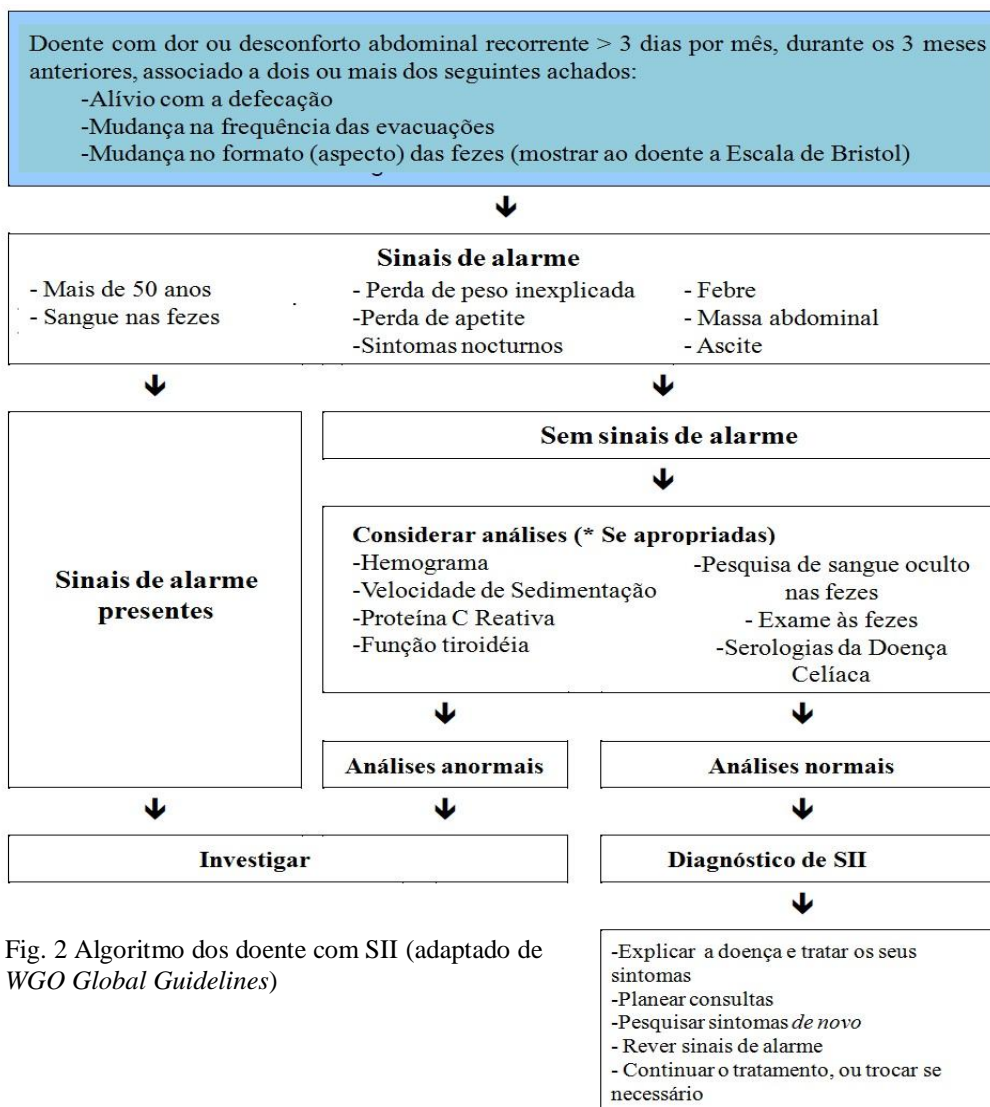 Doente com dor ou desconforto abdominal recorrente > 3 dias por mês, durante os 3 meses
anteriores, associado a dois ou mais dos seguintes achados:
-Alívio com a defecação
-Mudança na frequência das evacuações
-Mudança no formato (aspecto) das fezes (mostrar ao doente a Escala de Bristol)
Sinais de alarme
- Mais de 50 anos
- Sangue nas fezes
- Perda de peso inexplicada
-Perda de apetite
-Sintomas nocturnos
- Febre
- Massa abdominal
- Ascite
Sinais de alarme
presentes
Sem sinais de alarme
Considerar análises (* Se apropriadas)
-Hemograma
-Velocidade de Sedimentação
-Proteína C Reativa
-Função tiroidéia
-Pesquisa de sangue oculto
nas fezes
- Exame às fezes
-Serologias da Doença
Celíaca
Análises anormais
Análises normais
Investigar
Diagnóstico de SII
-Explicar a doença e tratar os seus
sintomas
-Planear consultas
-Pesquisar sintomas de novo
- Rever sinais de alarme
- Continuar o tratamento, ou trocar se
necessário
Fig. 2 Algoritmo dos doente com SII (adaptado de
WGO Global Guidelines)